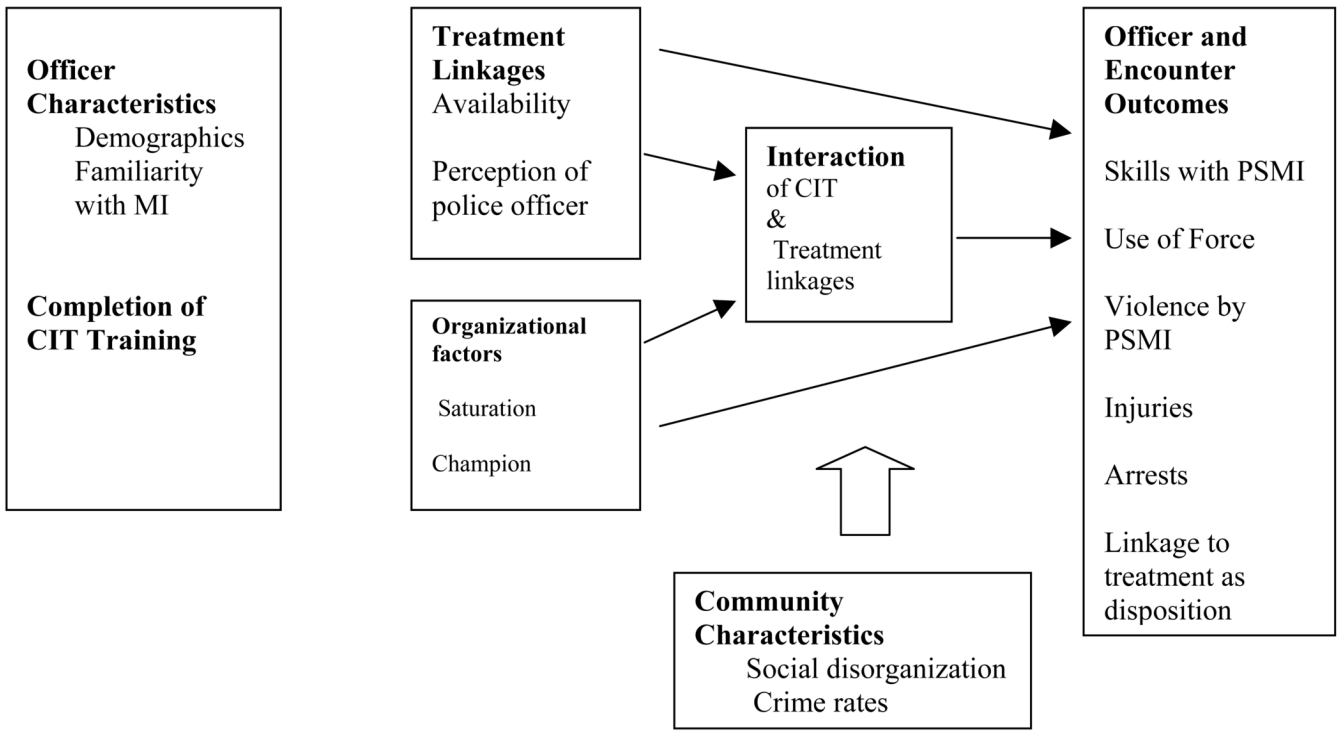 Officer
Characteristics
Demographics
Familiarity
with MI
Completion of
CIT Training
Treatment
Linkages
Availability
Perception of
police officer
Organizational
factors
Saturation
Champion
Interaction
of CIT
&
Treatment
linkages
Community
Characteristics
Social disorganization
Crime rates
Officer and
Encounter
Outcomes
Skills with PSMI
Use of Force
Violence by
PSMI
Injuries
Arrests
Linkage to
treatment as
disposition